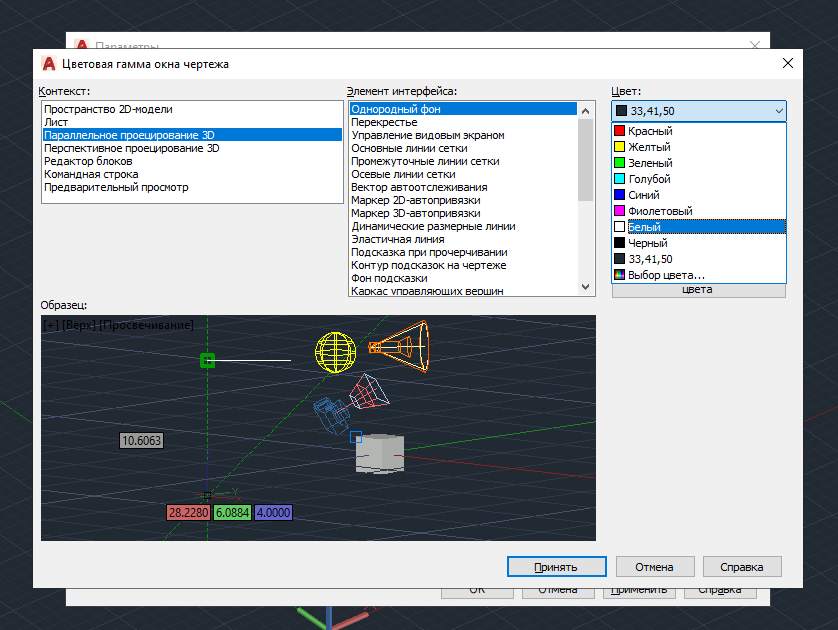 Параметры
Цветовая гамма окна чертежа
Контекст:
Пространство 2D-модели
Лист
Параллельное проецирование 3D
Перспективное проецирование 3D
Редактор блоков
Командная строка
Предварительный просмотр
Элемент интерфейса:
Однородный фон
Перекрестье
Управление видовым экраном
Основные линии сетки
Промежуточные линии сетки
Осевые линии сетки
Вектор автоотслеживания
Маркер 2D-автопривязки
Маркер 3D-автопривязки
Динамические размерные линии
Эластичная линия
Подсказка при прочерчивании
Контур подсказок на чертеже
Фон подсказки
Каркас управляющих вершин
Цвет:
33,41,50
Красный
Желтый
Зеленый
Голубой
Синий
Фиолетовый
Белый
Черный
33,41,50
Выбор цвета...
цвета
Образец:
[+] [Верх] [Просвечивание]
10.6063
Y
X
28.2280 6.0884 4.0000
Принять Отмена Справка
OK Отмена Применить Справка